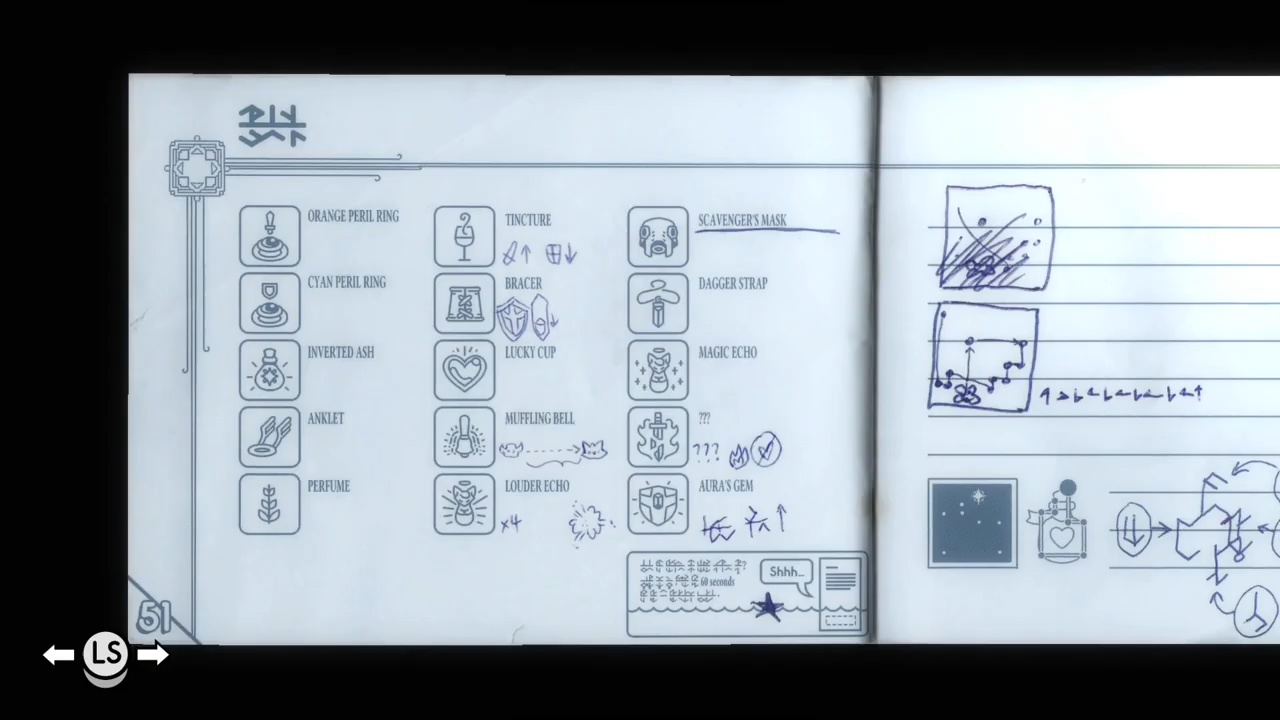 ORANGE PERIL RING
CYAN PERIL RING
INVERTED ASH
ANKLET
PERFUME
TINCTURE
BRACER
LUCKY CUP
MUFFLING BELL
LOUDER ECHO
x4
SCAVENGER'S MASK
DAGGER STRAP
MAGIC ECHO
???
???
AURA'S GEM
60 seconds
Shhh...
51
LS